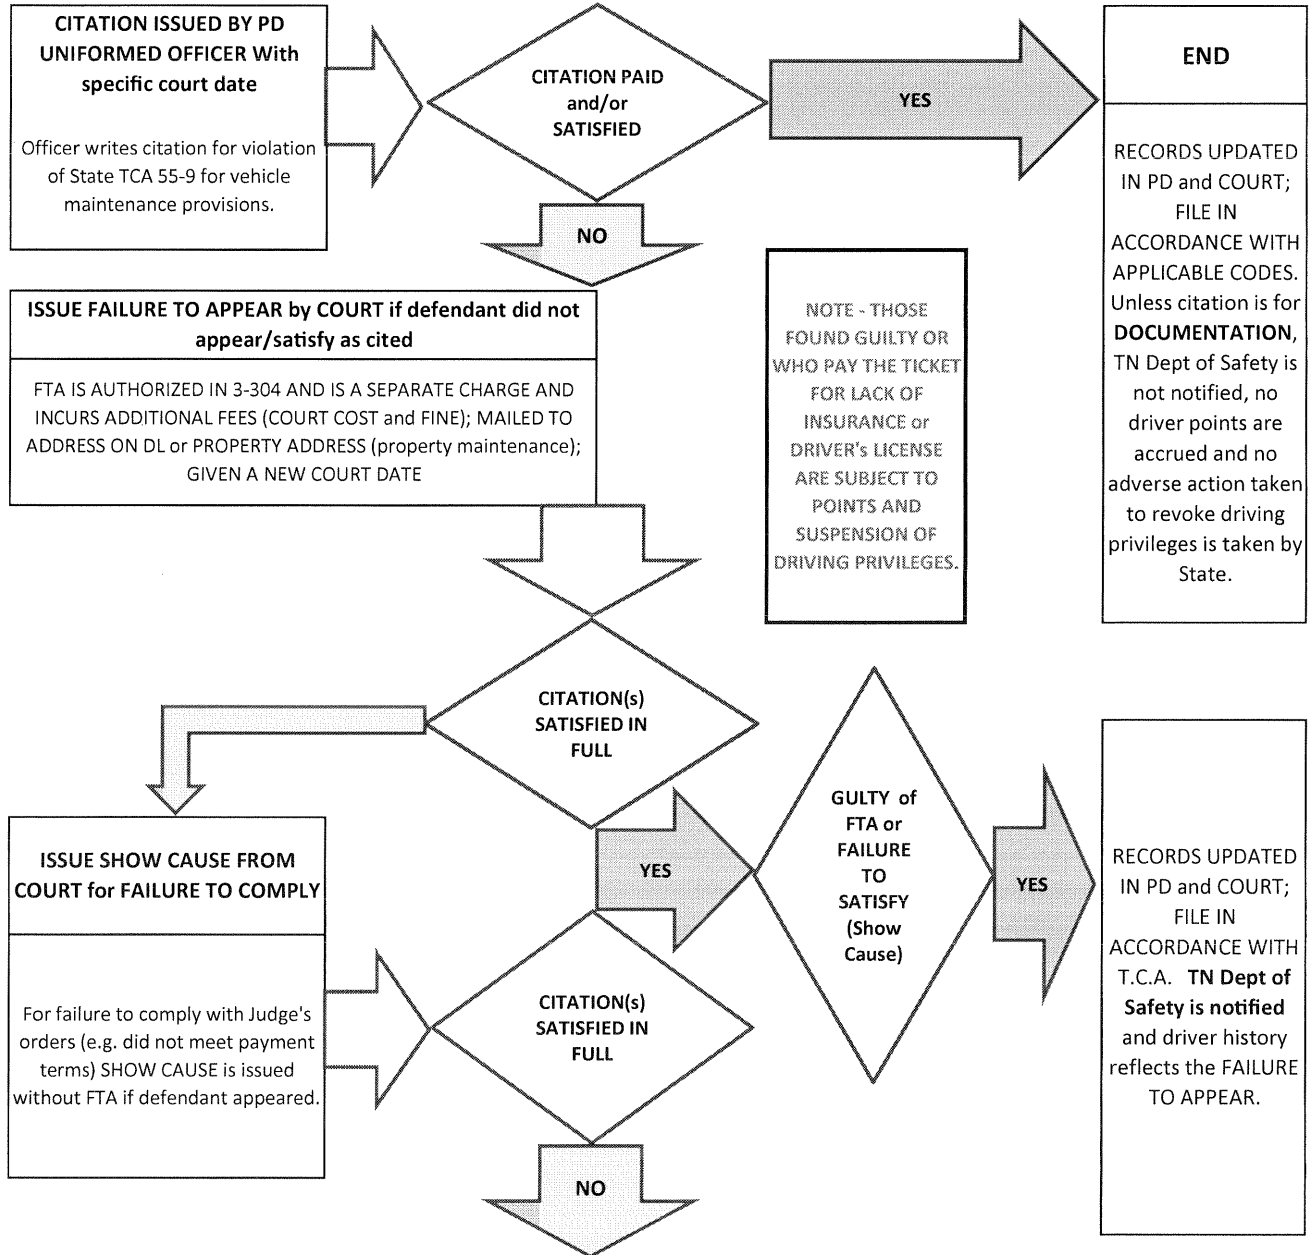 CITATION ISSUED BY PD
UNIFORMED OFFICER With
specific court date
Officer writes citation for violation
of State TCA 55-9 for vehicle
maintenance provisions.
CITATION PAID
and/or
SATISFIED
YES
END
RECORDS UPDATED
IN PD and COURT;
FILE IN
ACCORDANCE WITH
APPLICABLE CODES.
Unless citation is for
DOCUMENTATION,
TN Dept of Safety is
not notified, no
driver points are
accrued and no
adverse action taken
to revoke driving
privileges is taken by
State.
NO
ISSUE FAILURE TO APPEAR by COURT if defendant did not
appear/satisfy as cited
FTA IS AUTHORIZED IN 3-304 AND IS A SEPARATE CHARGE AND
INCURS ADDITIONAL FEES (COURT COST and FINE); MAILED TO
ADDRESS ON DL or PROPERTY ADDRESS (property maintenance);
GIVEN A NEW COURT DATE
NOTE - THOSE
FOUND GUILTY OR
WHO PAY THE TICKET
FOR LACK OF
INSURANCE or
DRIVER's LICENSE
ARE SUBJECT TO
POINTS AND
SUSPENSION OF
DRIVING PRIVILEGES.
CITATION(s)
SATISFIED IN
FULL
YES
GULTY of
FTA or
FAILURE
TO
SATISFY
(Show
Cause)
YES
RECORDS UPDATED
IN PD and COURT;
FILE IN
ACCORDANCE WITH
T.C.A. TN Dept of
Safety is notified
and driver history
reflects the FAILURE
TO APPEAR.
ISSUE SHOW CAUSE FROM
COURT for FAILURE TO COMPLY
For failure to comply with Judge's
orders (e.g. did not meet payment
terms) SHOW CAUSE is issued
without FTA if defendant appeared.
CITATION(s)
SATISFIED IN
FULL
NO